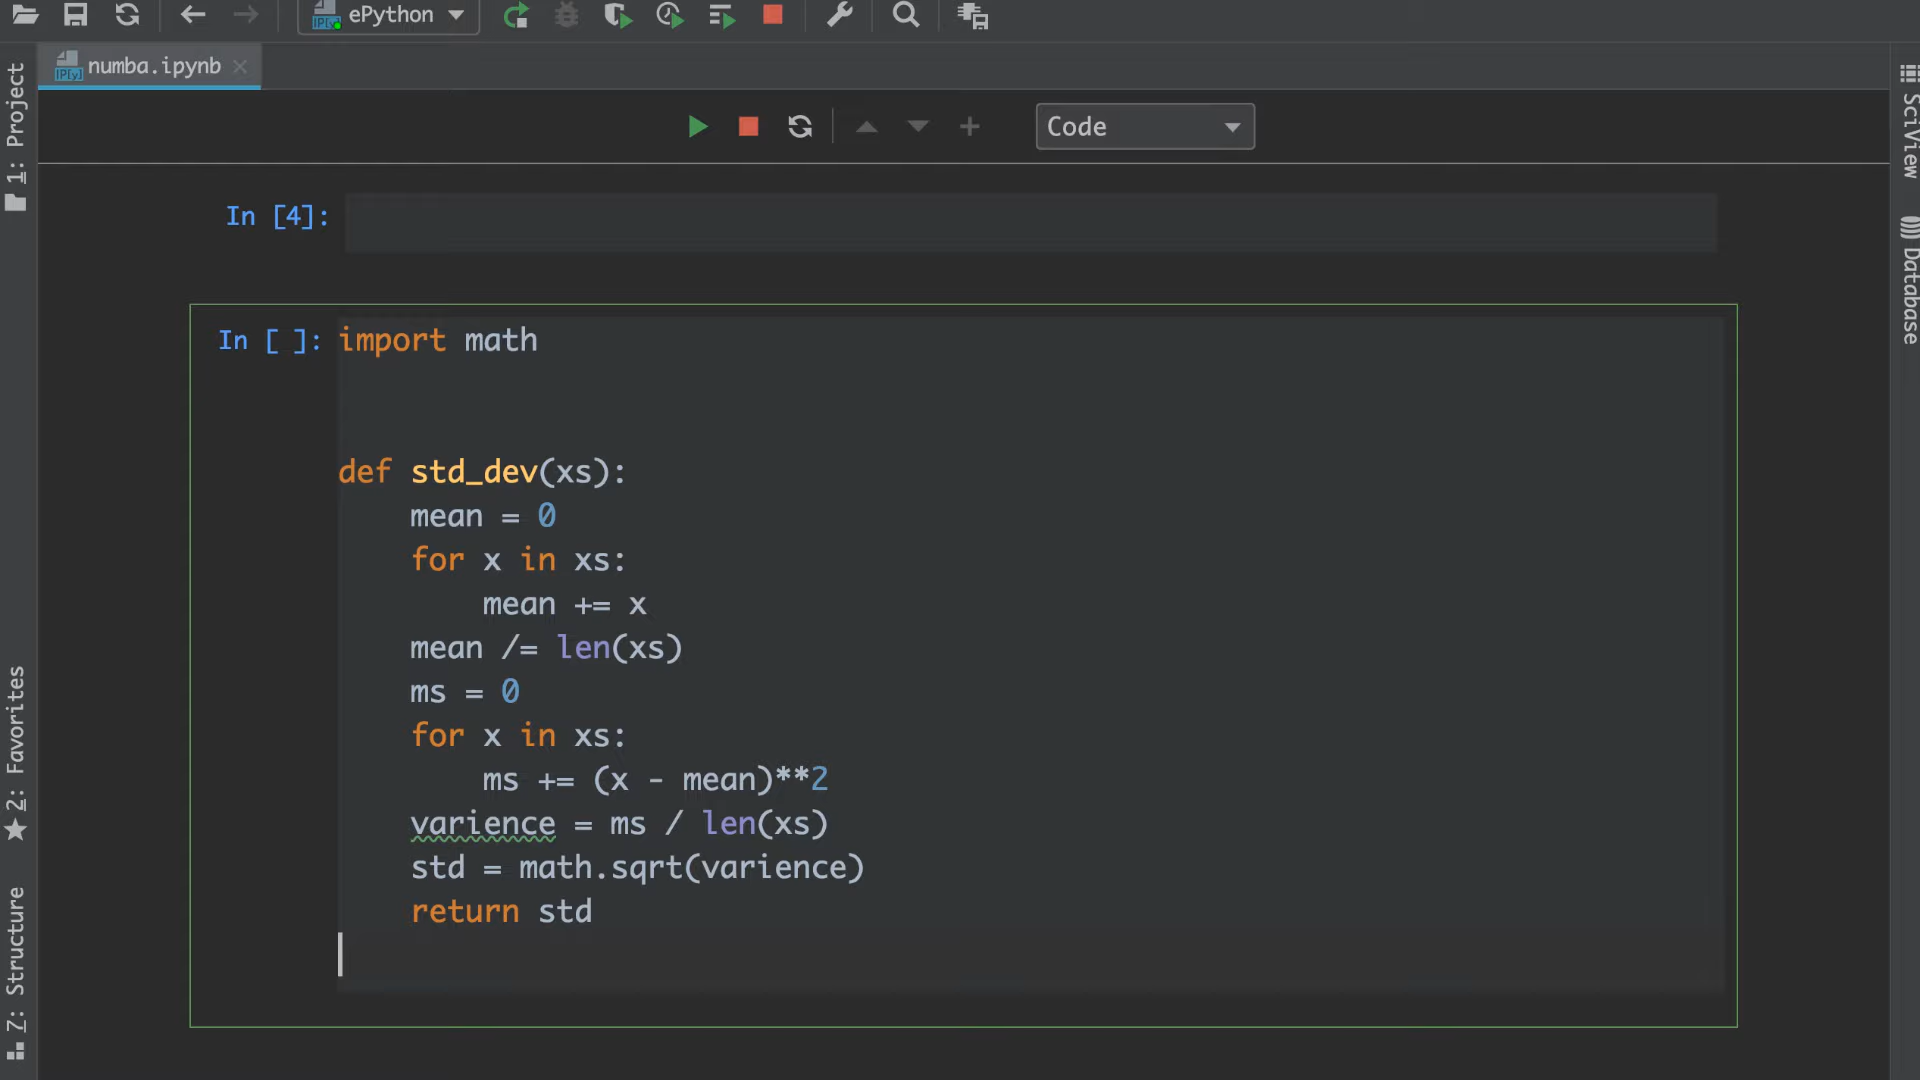 ePython
numba.ipynb
Code
1: Project
2: Favorites
7: Structure
SciView
Database
In [4]:
In [ ]:
import math
def std_dev(xs):
    mean = 0
    for x in xs:
        mean += x
    mean /= len(xs)
    ms = 0
    for x in xs:
        ms += (x - mean)**2
    varience = ms / len(xs)
    std = math.sqrt(varience)
    return std